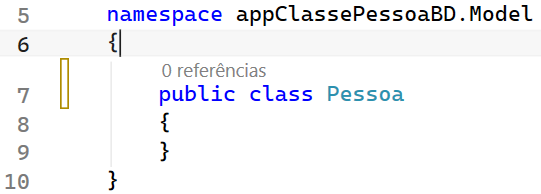 5 namespace appClassePessoaBD.Model
6 {
0 referências
7 public class Pessoa
8 {
9 }
10 }